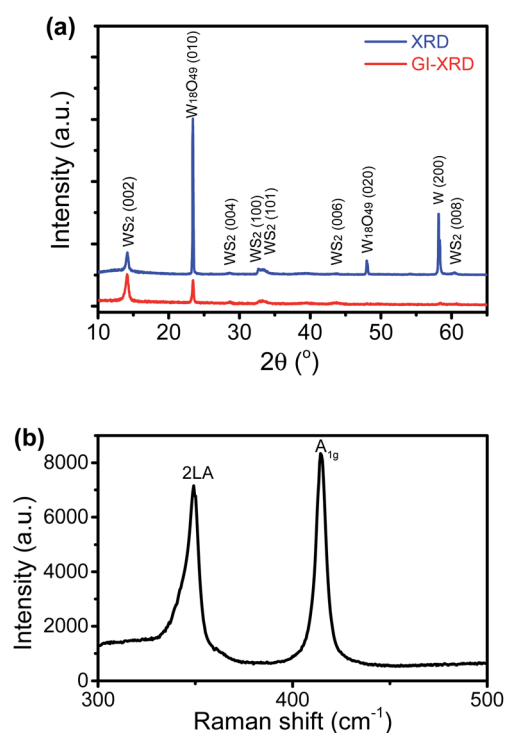 (a)
XRD
GI-XRD
WS2 (002)
W18O49 (010)
WS2 (004)
WS2 (100)
WS2 (101)
WS2 (006)
W18O49 (020)
W (200)
WS2 (008)
Intensity (a.u.)
10 20 30 40 50 60
2θ (°)
(b)
8000
6000
4000
2000
0
2LA
A1g
Intensity (a.u.)
300 400 500
Raman shift (cm-1)